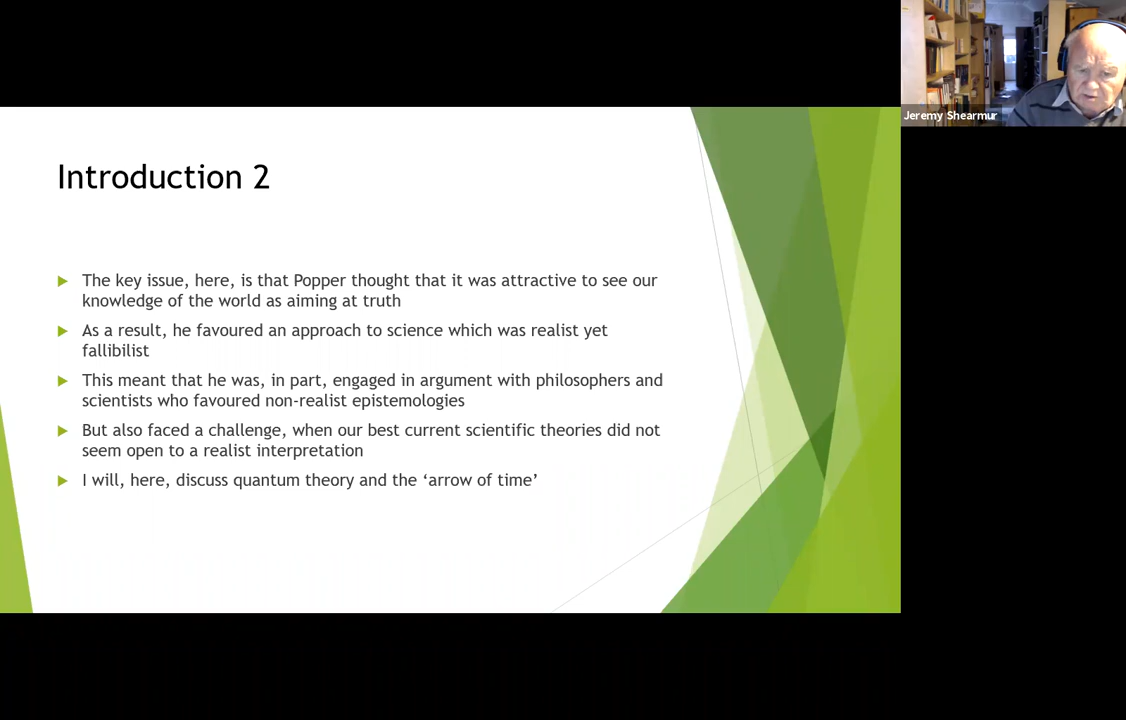 Introduction 2
The key issue, here, is that Popper thought that it was attractive to see our
knowledge of the world as aiming at truth
As a result, he favoured an approach to science which was realist yet
fallibilist
This meant that he was, in part, engaged in argument with philosophers and
scientists who favoured non-realist epistemologies
But also faced a challenge, when our best current scientific theories did not
seem open to a realist interpretation
I will, here, discuss quantum theory and the ‘arrow of time’
Jeremy Shearmur